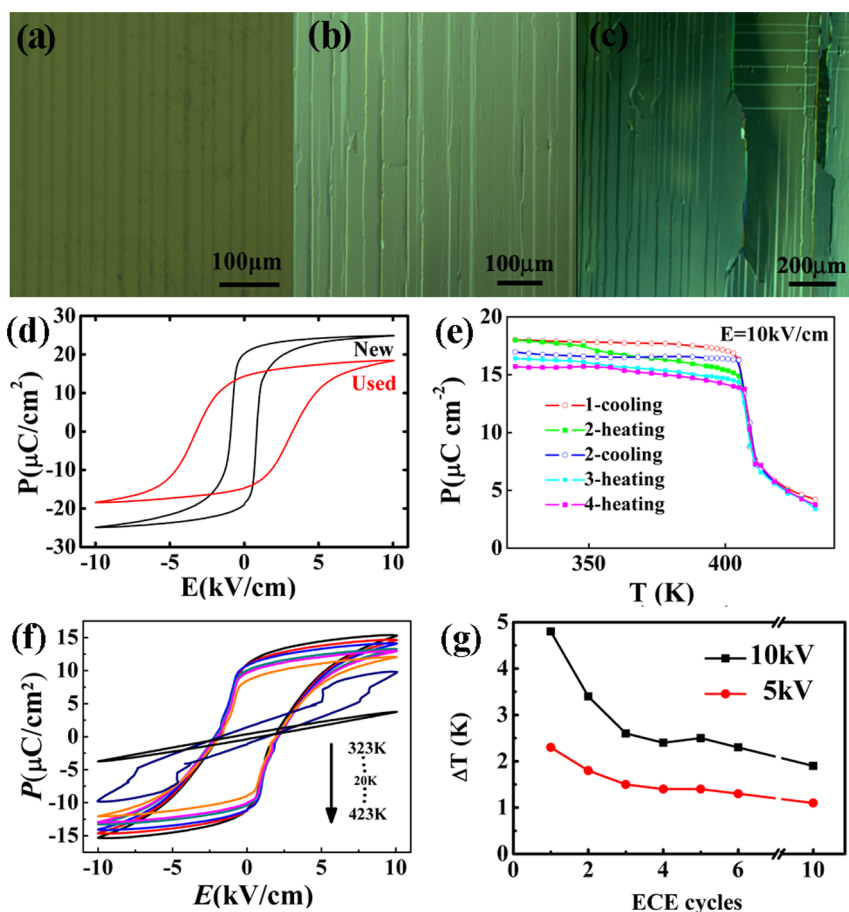 (a)
(b)
(c)
100μm
100μm
200μm
(d)
30
20
10
0
-10
-20
-30
P(μC/cm²)
New
Used
-10
-5
0
5
10
E(kV/cm)
(e)
E=10kV/cm
20
15
10
5
0
P(μC cm⁻²)
1-cooling
2-heating
2-cooling
3-heating
4-heating
350
400
T (K)
(f)
15
10
5
0
-5
-10
-15
P(μC/cm²)
323K
20K
423K
-10
-5
0
5
10
E(kV/cm)
(g)
5
4
3
2
1
0
ΔT (K)
10kV
5kV
0
2
4
6
10
ECE cycles